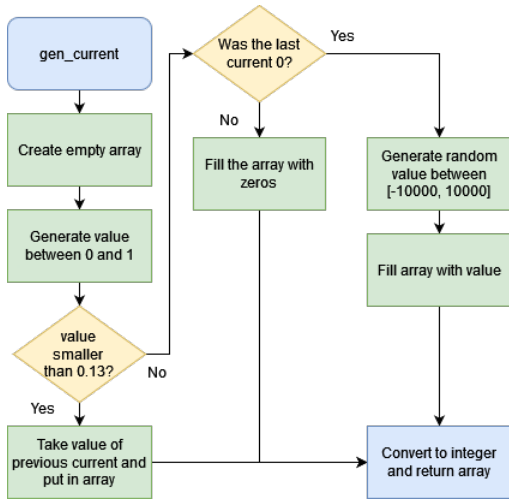 gen_current
Create empty array
Generate value
between 0 and 1
value
smaller
than 0.13?
Yes
No
Take value of
previous current and
put in array
Was the last
current 0?
Yes
No
Fill the array with
zeros
Generate random
value between
[-10000, 10000]
Fill array with value
Convert to integer
and return array